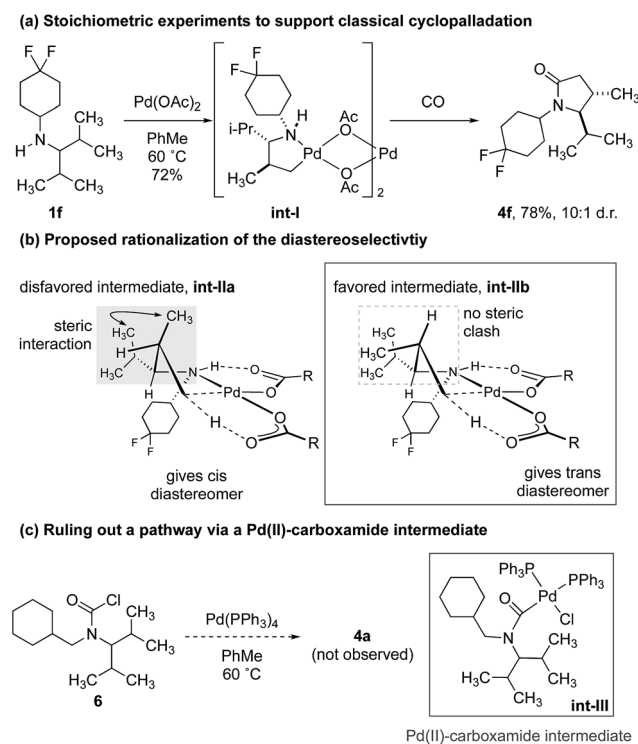 (a) Stoichiometric experiments to support classical cyclopalladation
F
F
H
N
CH3
CH3
H3C
CH3
1f
Pd(OAc)2
PhMe
60 ˚C
72%
F
F
i-Pr
H
N
H3C
Pd
Ac
O
O
Ac
Pd
2
int-I
CO
O
N
CH3
CH3
H3C
F
F
4f, 78%, 10:1 d.r.
(b) Proposed rationalization of the diastereoselectivtiy
disfavored intermediate, int-IIa
steric
interaction
CH3
H3C
H
H3C
H
N
H
O
R
Pd
O
O
H
O
R
F
F
gives cis
diastereomer
favored intermediate, int-IIb
no steric
clash
H
H3C
H3C
H3C
H
N
H
O
R
Pd
O
O
H
O
R
F
F
gives trans
diastereomer
(c) Ruling out a pathway via a Pd(II)-carboxamide intermediate
O
Cl
N
CH3
CH3
H3C
CH3
6
Pd(PPh3)4
PhMe
60 ˚C
4a
(not observed)
Ph3P
PPh3
Pd
Cl
O
N
CH3
CH3
H3C
CH3
int-III
Pd(II)-carboxamide intermediate